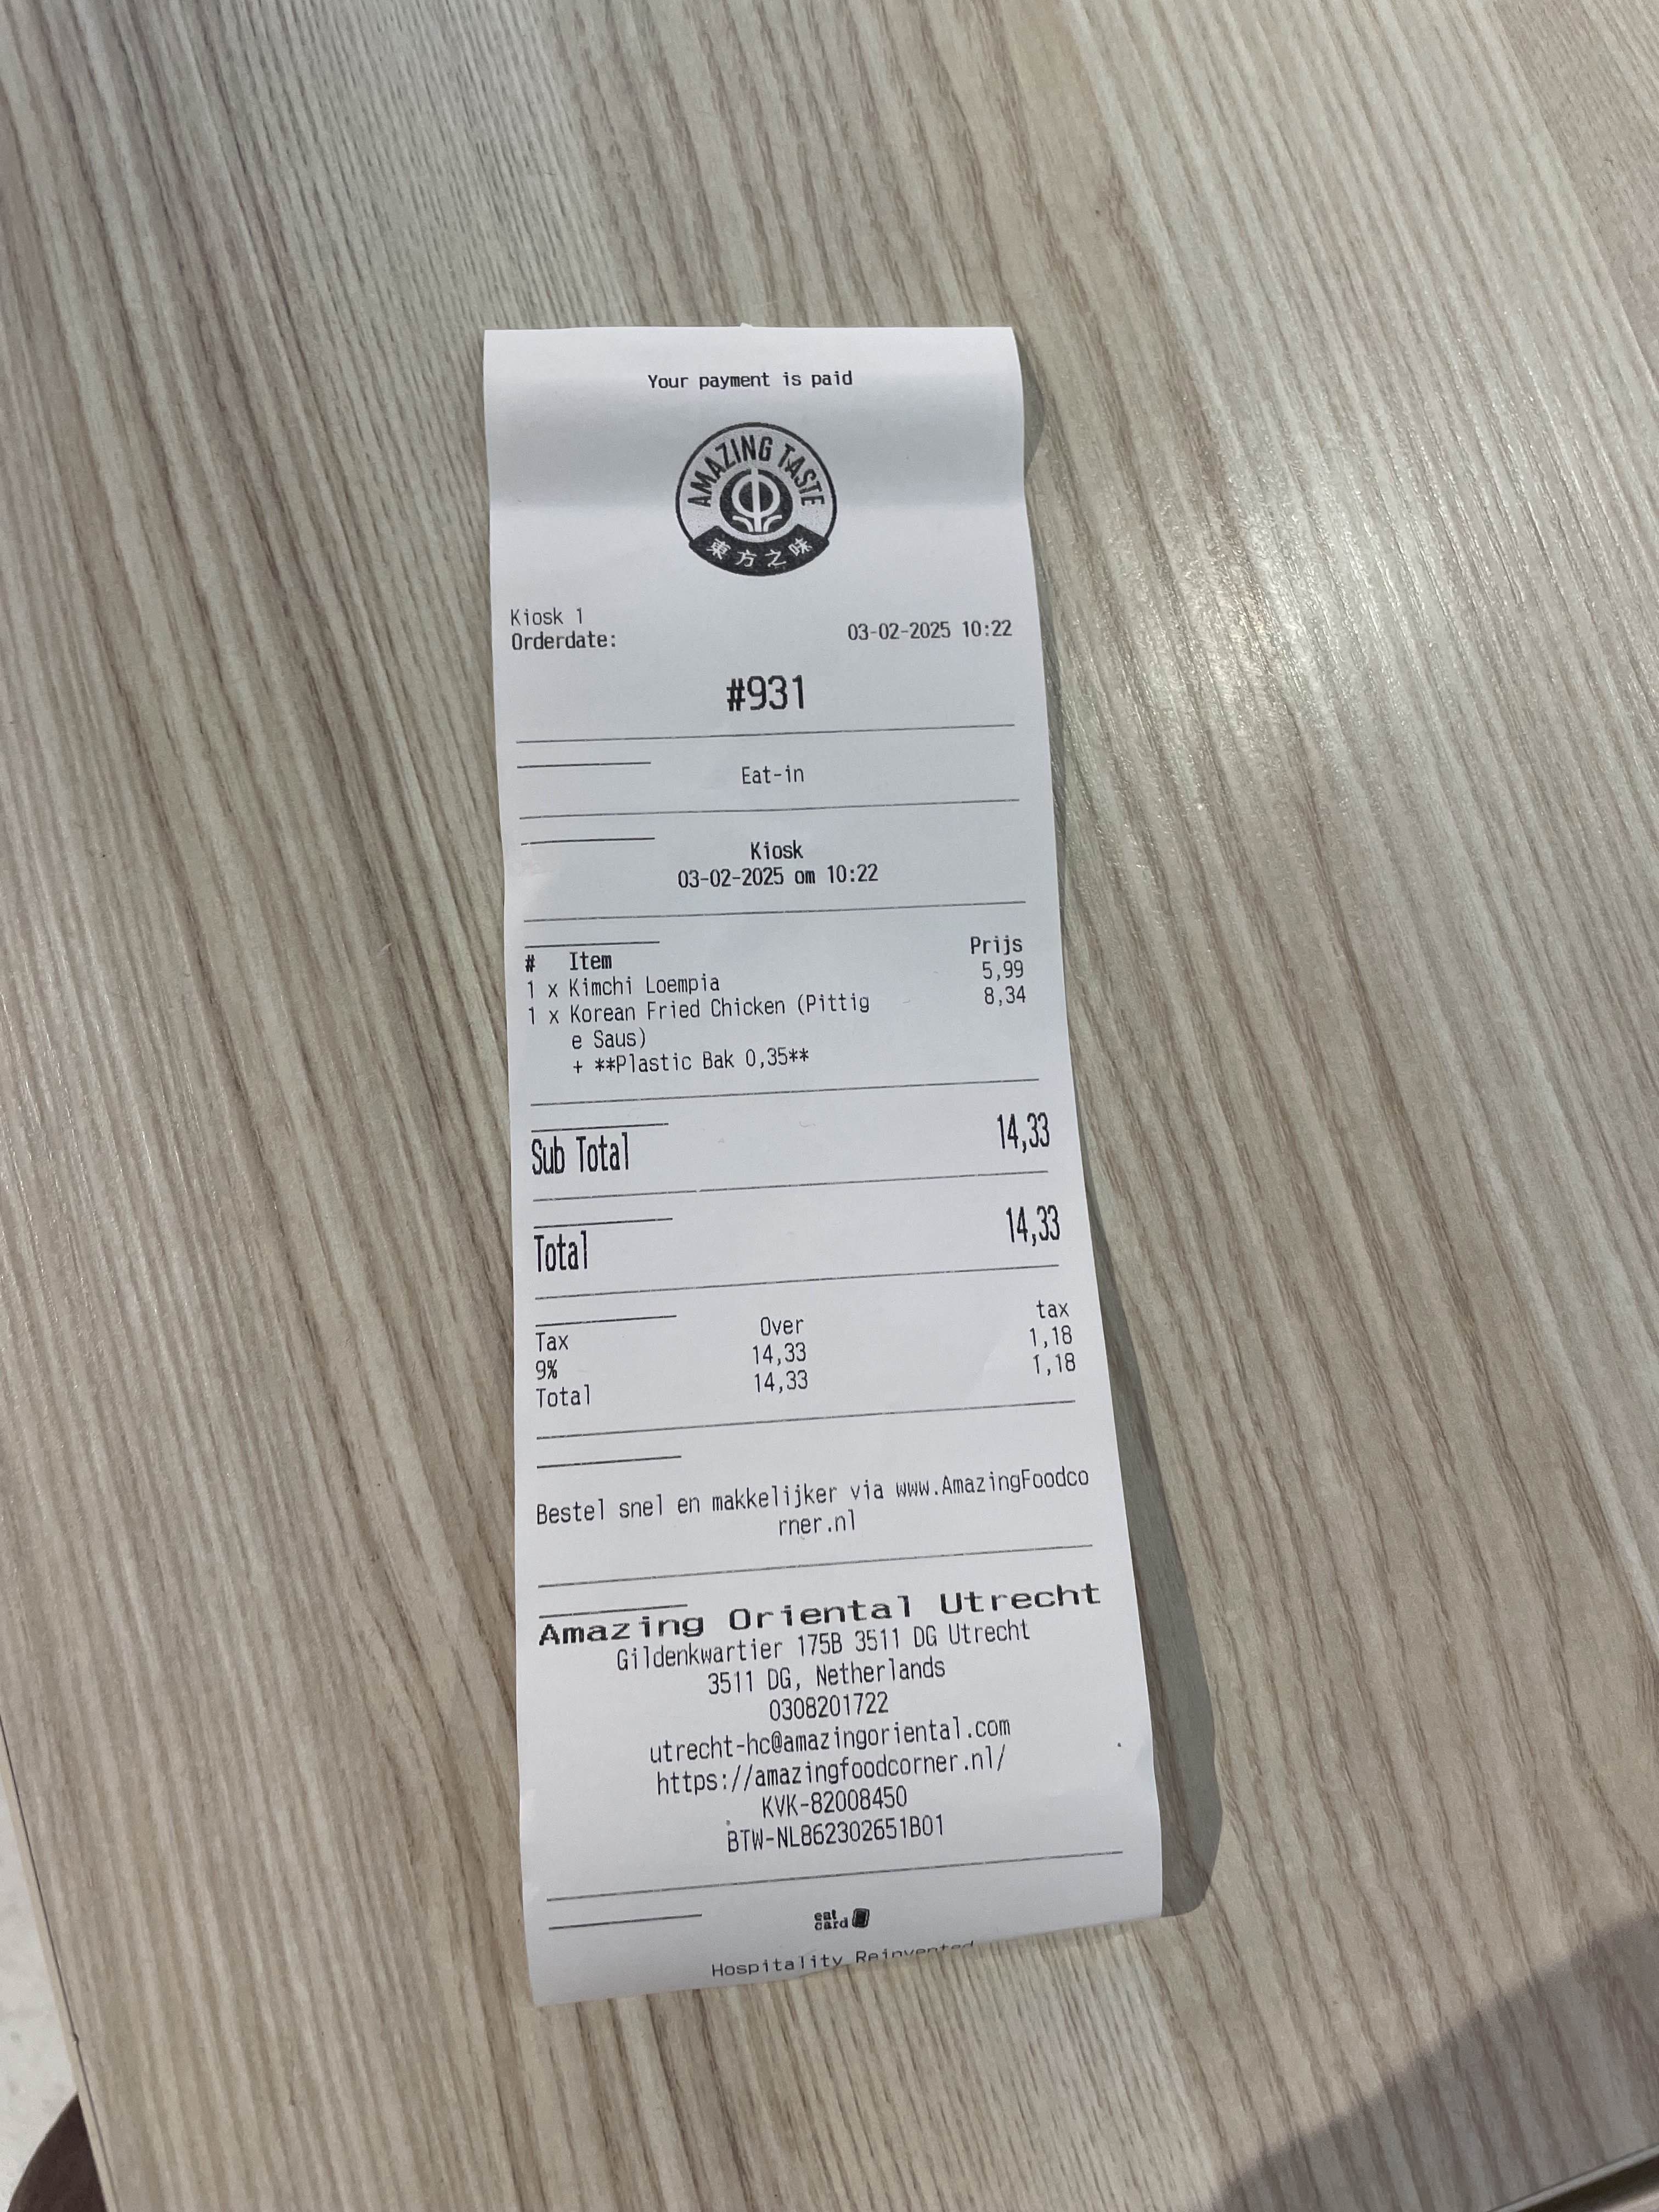 Your payment is paid
AMAZING TASTE
東方之味
Kiosk 1
Orderdate: 03-02-2025 10:22
#931
Eat-in
Kiosk
03-02-2025 om 10:22
# Item Prijs
1 x Kimchi Loempia 5,99
1 x Korean Fried Chicken (Pittig 8,34
e Saus)
+ **Plastic Bak 0,35**
Sub Total 14,33
Total 14,33
Tax Over tax
9% 14,33 1,18
Total 14,33 1,18
Bestel snel en makkelijker via www.AmazingFoodco
rner.nl
Amazing Oriental Utrecht
Gildenkwartier 175B 3511 DG Utrecht
3511 DG, Netherlands
0308201722
utrecht-hc@amazingoriental.com
https://amazingfoodcorner.nl/
KVK-82008450
BTW-NL862302651B01
eat
card
Hospitality Reinvented